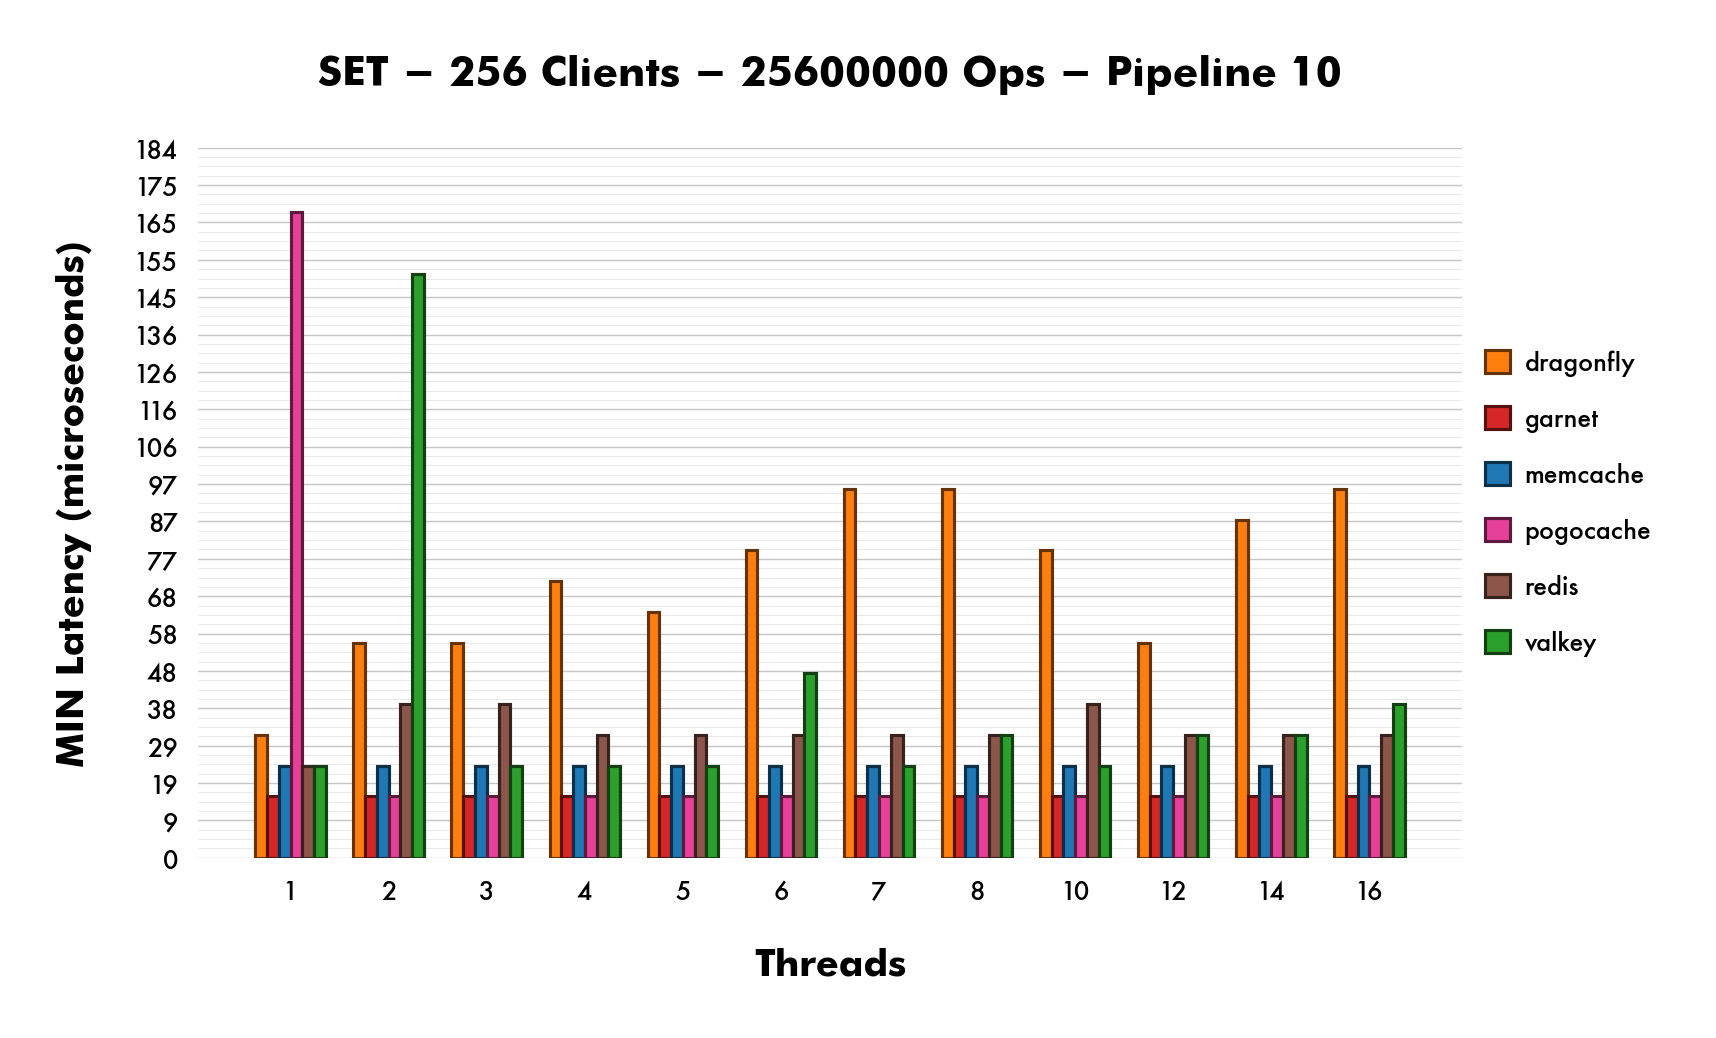 SET – 256 Clients – 25600000 Ops – Pipeline 10
MIN Latency (microseconds)
184
175
165
155
145
136
126
116
106
97
87
77
68
58
48
38
29
19
9
0
1 2 3 4 5 6 7 8 10 12 14 16
Threads
dragonfly
garnet
memcache
pogocache
redis
valkey